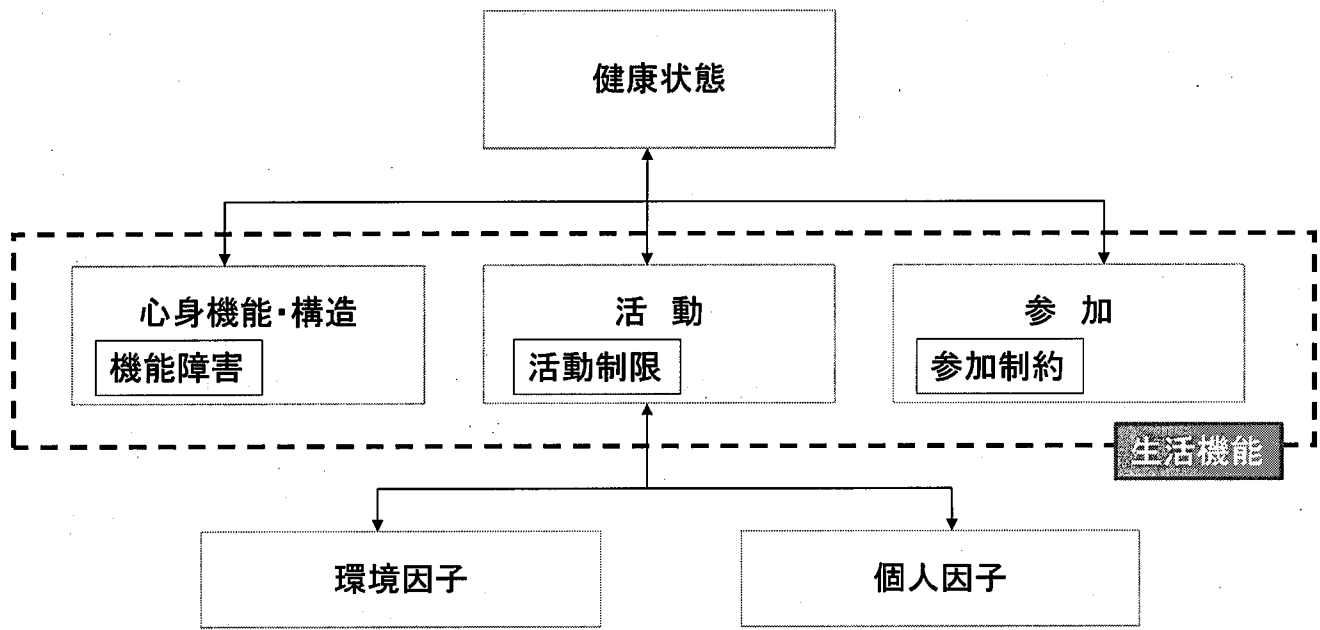 健康状態
心身機能・構造
機能障害
活 動
活動制限
参 加
参加制約
生活機能
環境因子
個人因子